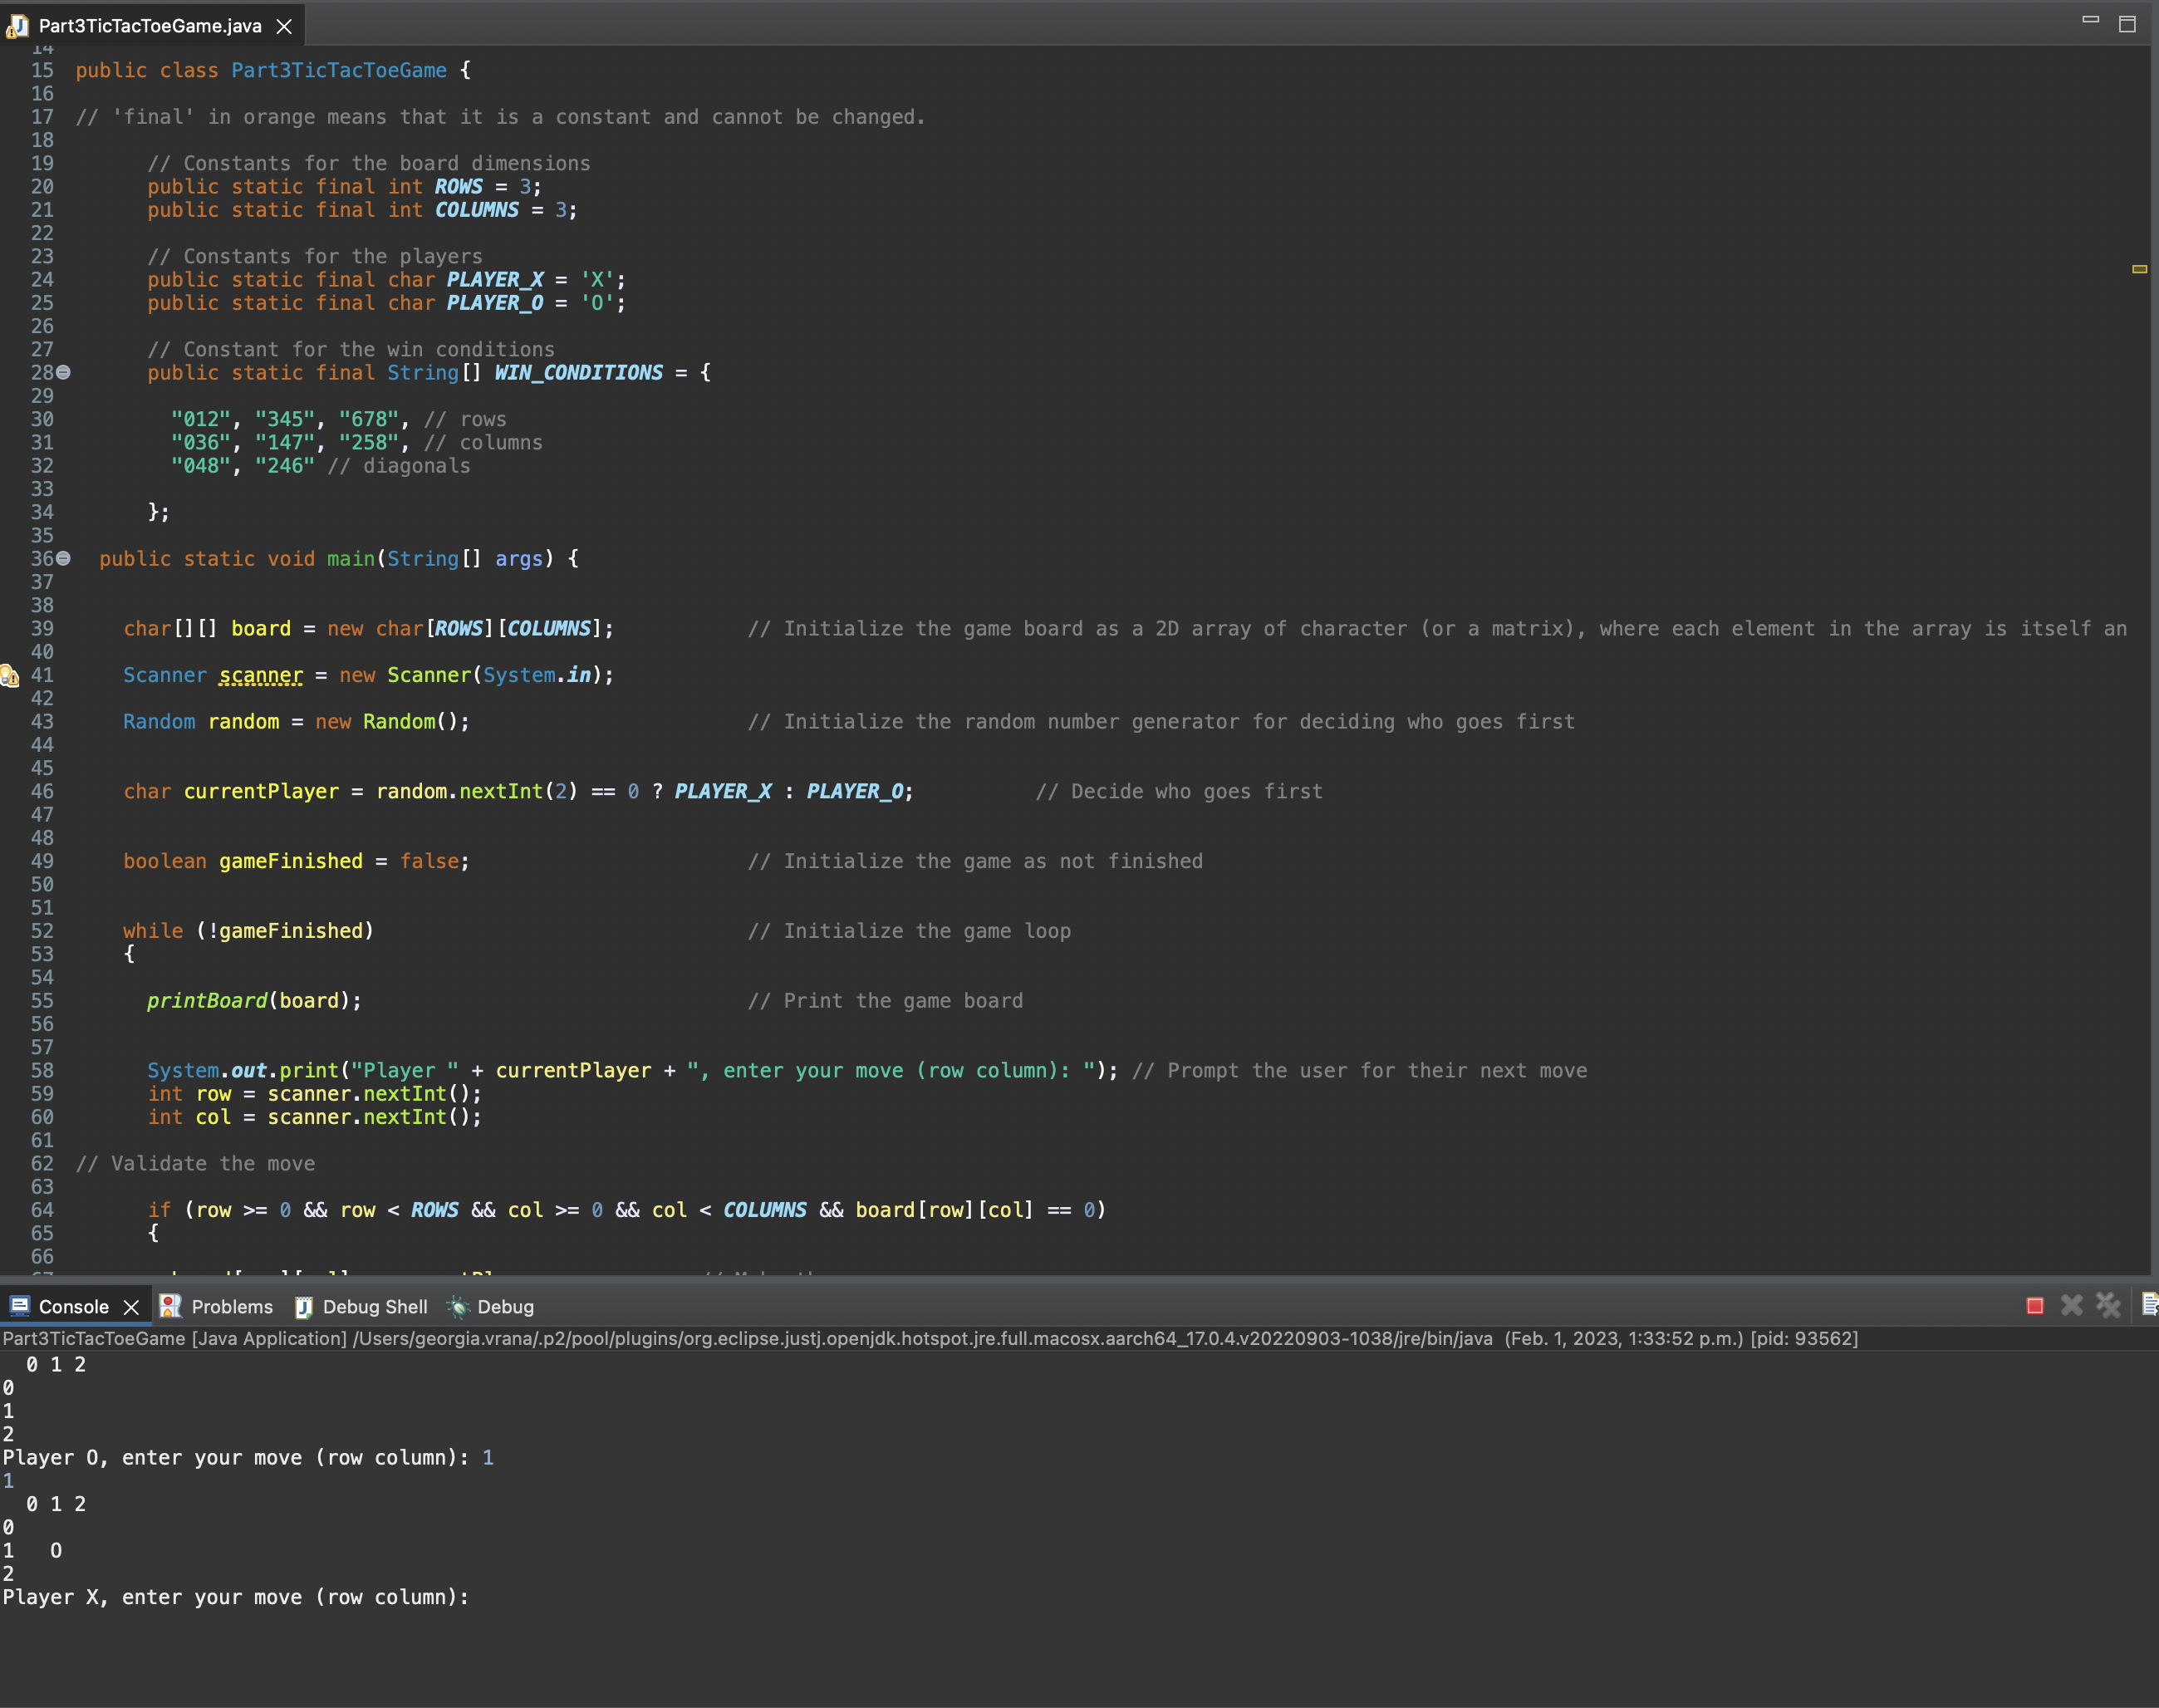 Part3TicTacToeGame.java
14
15 public class Part3TicTacToeGame {
16
17 // 'final' in orange means that it is a constant and cannot be changed.
18
19 // Constants for the board dimensions
20 public static final int ROWS = 3;
21 public static final int COLUMNS = 3;
22
23 // Constants for the players
24 public static final char PLAYER_X = 'X';
25 public static final char PLAYER_O = 'O';
26
27 // Constant for the win conditions
28 public static final String[] WIN_CONDITIONS = {
29
30 "012", "345", "678", // rows
31 "036", "147", "258", // columns
32 "048", "246" // diagonals
33
34 };
35
36 public static void main(String[] args) {
37
38
39 char[][] board = new char[ROWS][COLUMNS]; // Initialize the game board as a 2D array of character (or a matrix), where each element in the array is itself an
40
41 Scanner scanner = new Scanner(System.in);
42
43 Random random = new Random(); // Initialize the random number generator for deciding who goes first
44
45
46 char currentPlayer = random.nextInt(2) == 0 ? PLAYER_X : PLAYER_O; // Decide who goes first
47
48
49 boolean gameFinished = false; // Initialize the game as not finished
50
51
52 while (!gameFinished) // Initialize the game loop
53 {
54
55 printBoard(board); // Print the game board
56
57
58 System.out.print("Player " + currentPlayer + ", enter your move (row column): "); // Prompt the user for their next move
59 int row = scanner.nextInt();
60 int col = scanner.nextInt();
61
62 // Validate the move
63
64 if (row >= 0 && row < ROWS && col >= 0 && col < COLUMNS && board[row][col] == 0)
65 {
66
Console Problems Debug Shell Debug
Part3TicTacToeGame [Java Application] /Users/georgia.vrana/.p2/pool/plugins/org.eclipse.justj.openjdk.hotspot.jre.full.macosx.aarch64_17.0.4.v20220903-1038/jre/bin/java (Feb. 1, 2023, 1:33:52 p.m.) [pid: 93562]
0 1 2
0
1
2
Player O, enter your move (row column): 1
1
0 1 2
0
1 O
2
Player X, enter your move (row column):